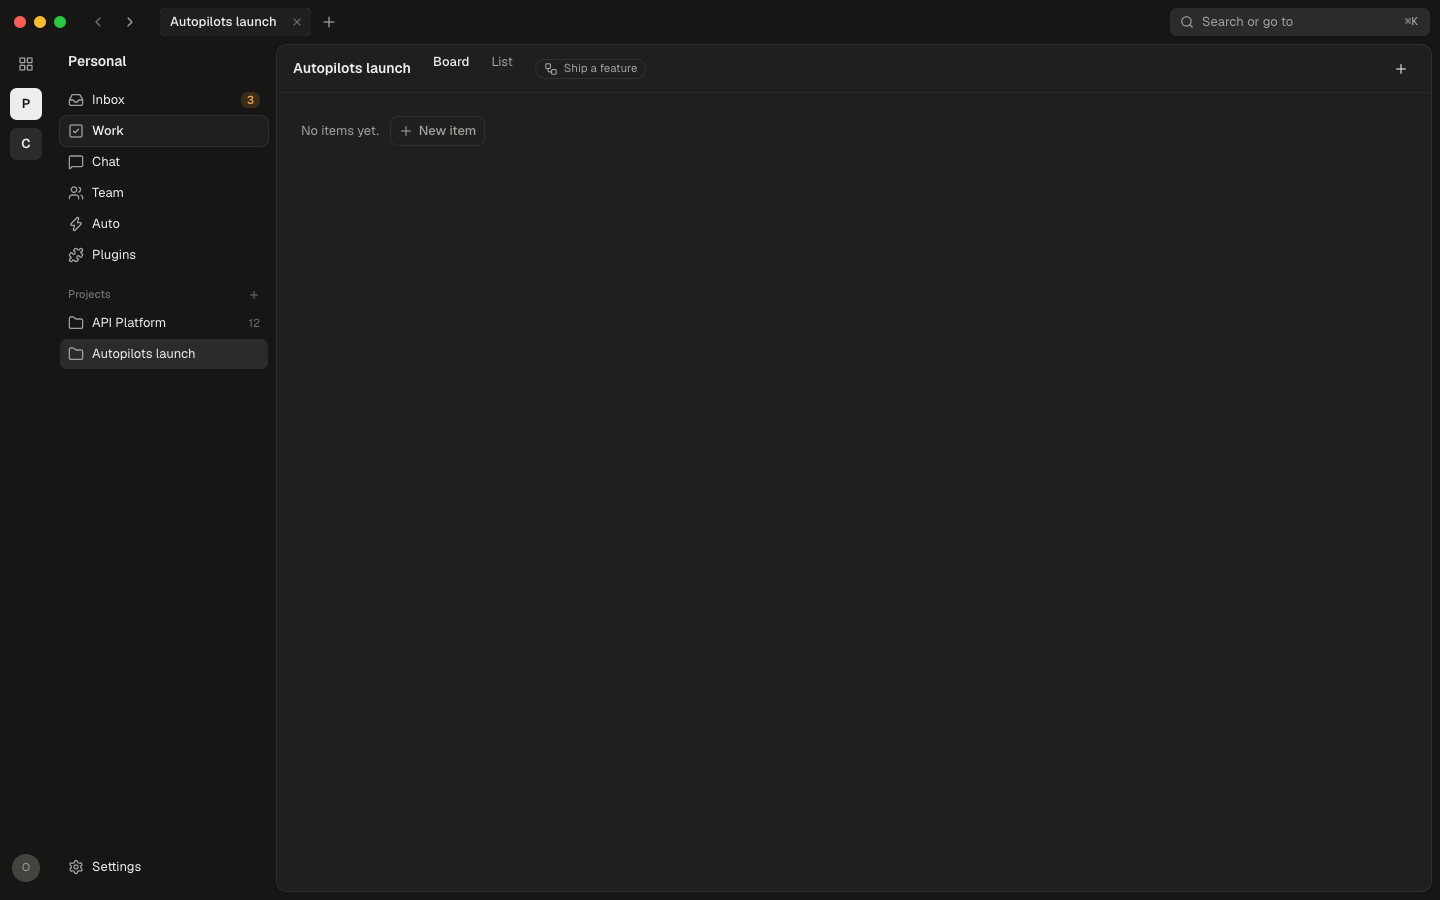 Autopilots launch
Search or go to ⌘K
Personal
P
C
Inbox 3
Work
Chat
Team
Auto
Plugins
Projects
API Platform 12
Autopilots launch
O
Settings
Autopilots launch Board List Ship a feature
No items yet. New item